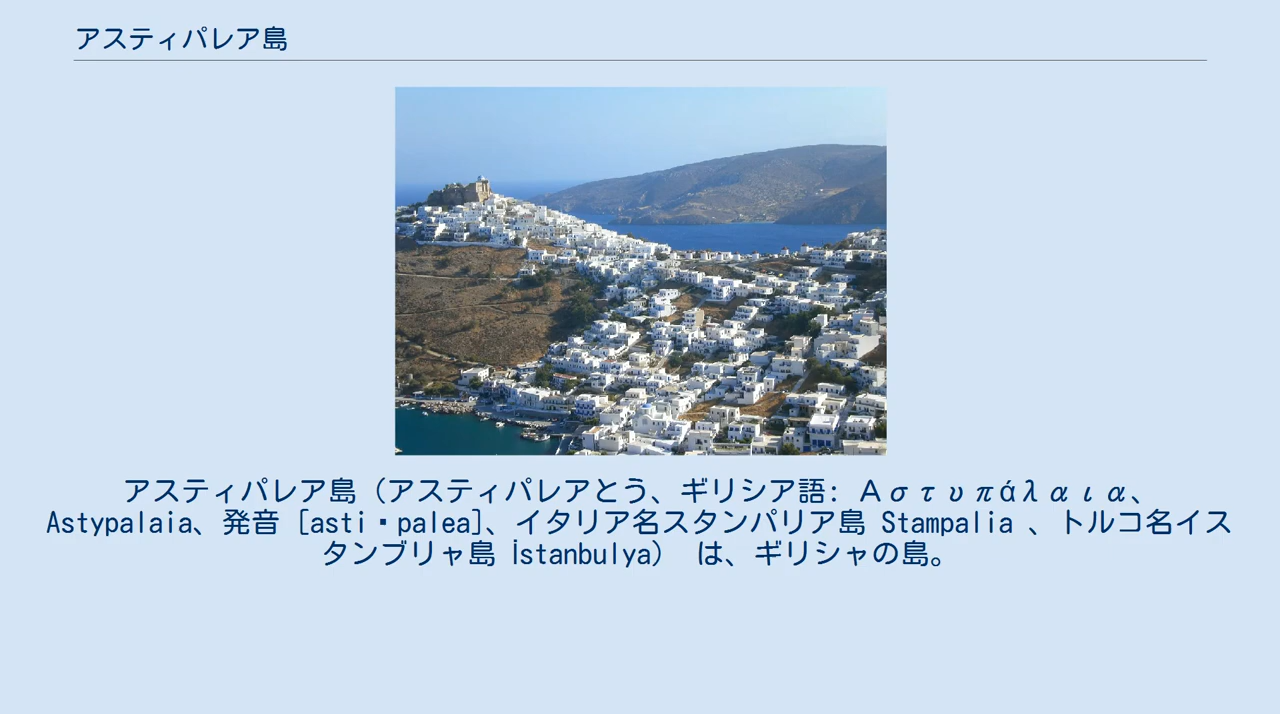 アスティパレア島
アスティパレア島（アスティパレアとう、ギリシア語: Αστυπάλαια、
Astypalaia、発音 [asti▪palea]、イタリア名スタンパリア島 Stampalia 、トルコ名イス
タンブリャ島 İstanbulya） は、ギリシャの島。